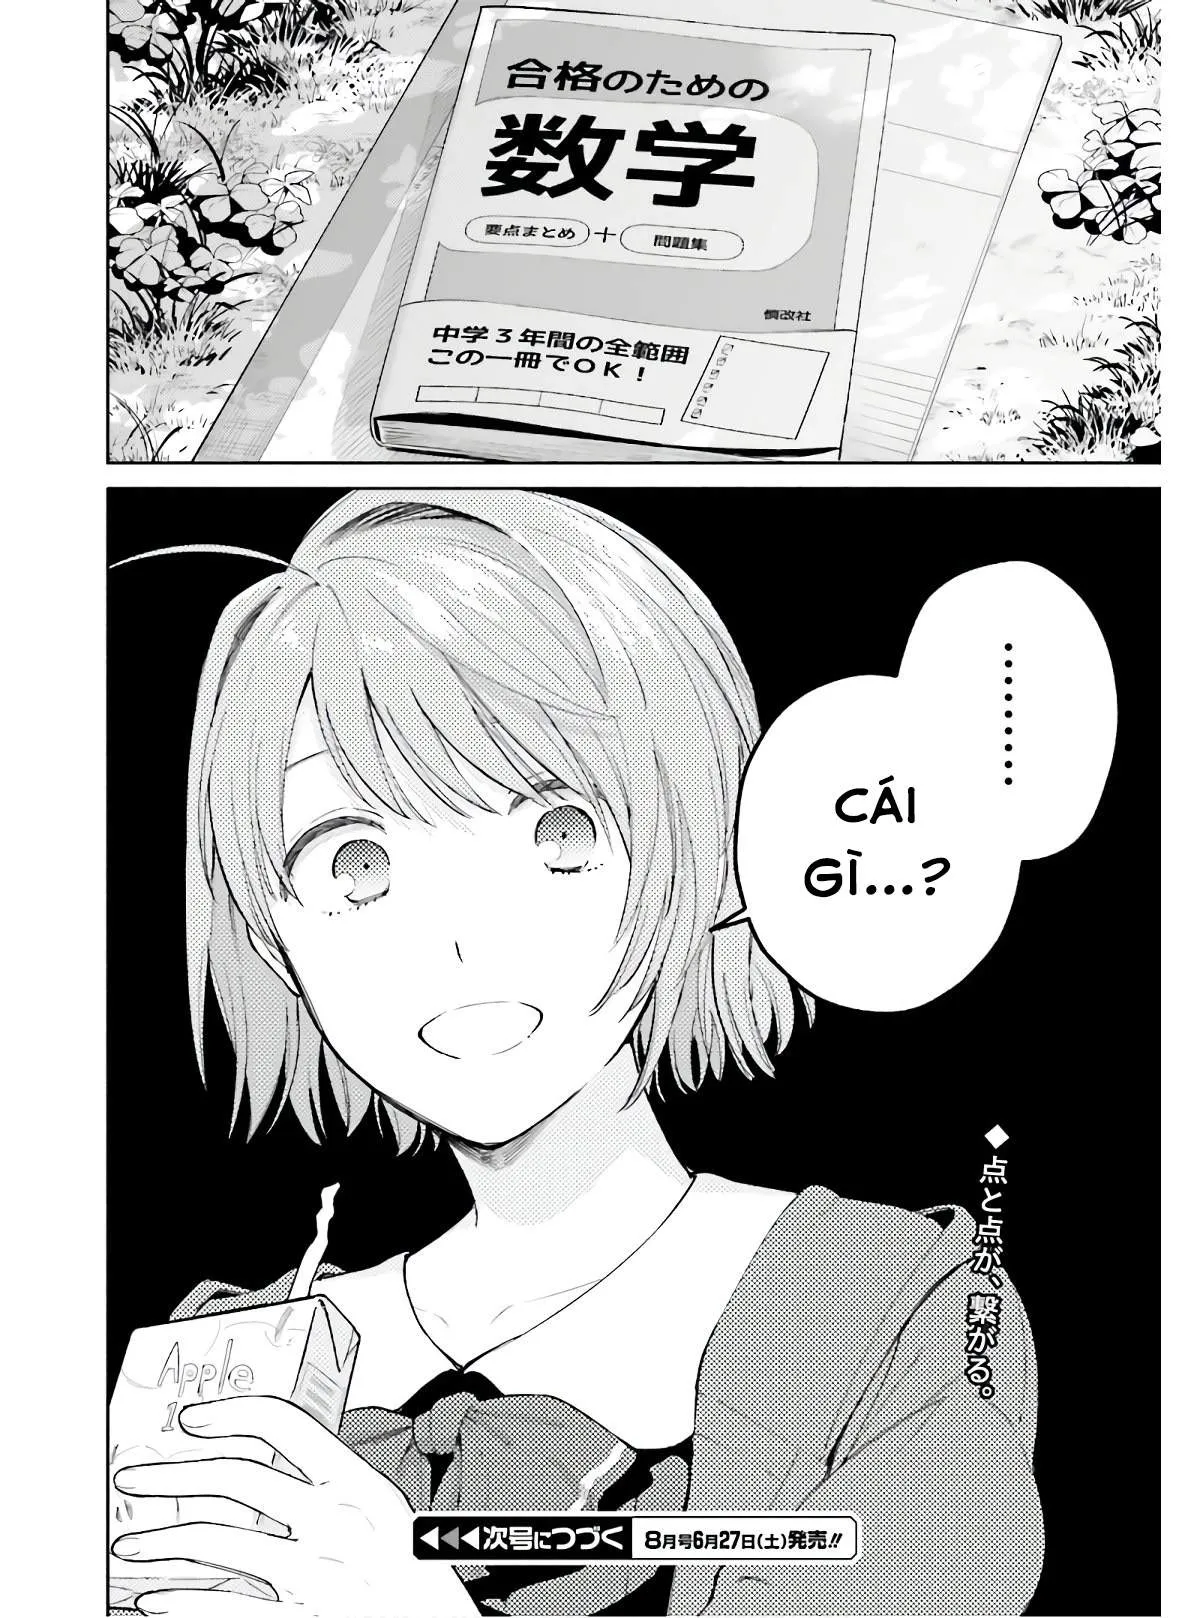 合格のための
数学
要点まとめ + 問題集
慎改社
中学3年間の全範囲
この一冊でOK!
………
CÁI
GÌ...?
◆点と点が、繋がる。
Apple
1
次号につづく 8月号6月27日(土)発売!!